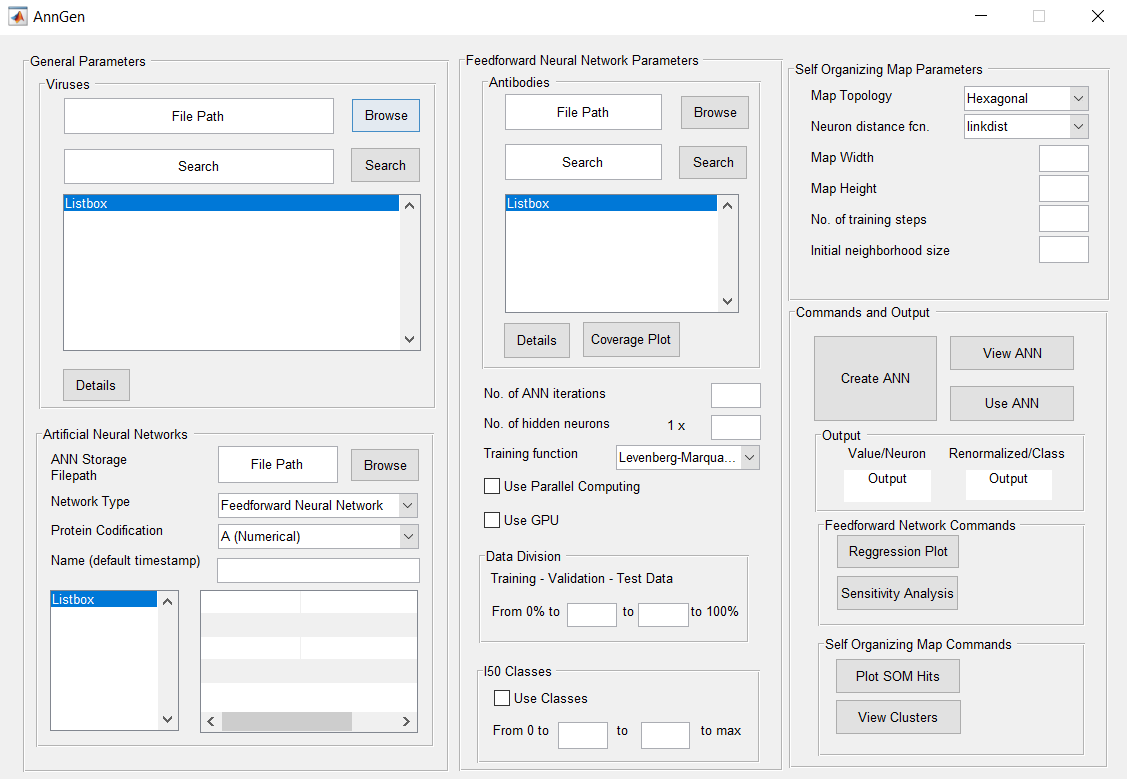 AnnGen
General Parameters
Viruses
File Path
Browse
Search
Search
Listbox
Details
Artificial Neural Networks
ANN Storage
Filepath
File Path
Browse
Network Type
Feedforward Neural Network
Protein Codification
A (Numerical)
Name (default timestamp)
Listbox
Feedforward Neural Network Parameters
Antibodies
File Path
Browse
Search
Search
Listbox
Details
Coverage Plot
No. of ANN iterations
No. of hidden neurons
1 x
Training function
Levenberg-Marqua...
Use Parallel Computing
Use GPU
Data Division
Training - Validation - Test Data
From 0% to
to
to 100%
I50 Classes
Use Classes
From 0 to
to
to max
Self Organizing Map Parameters
Map Topology
Hexagonal
Neuron distance fcn.
linkdist
Map Width
Map Height
No. of training steps
Initial neighborhood size
Commands and Output
Create ANN
View ANN
Use ANN
Output
Value/Neuron
Renormalized/Class
Output
Output
Feedforward Network Commands
Reggression Plot
Sensitivity Analysis
Self Organizing Map Commands
Plot SOM Hits
View Clusters